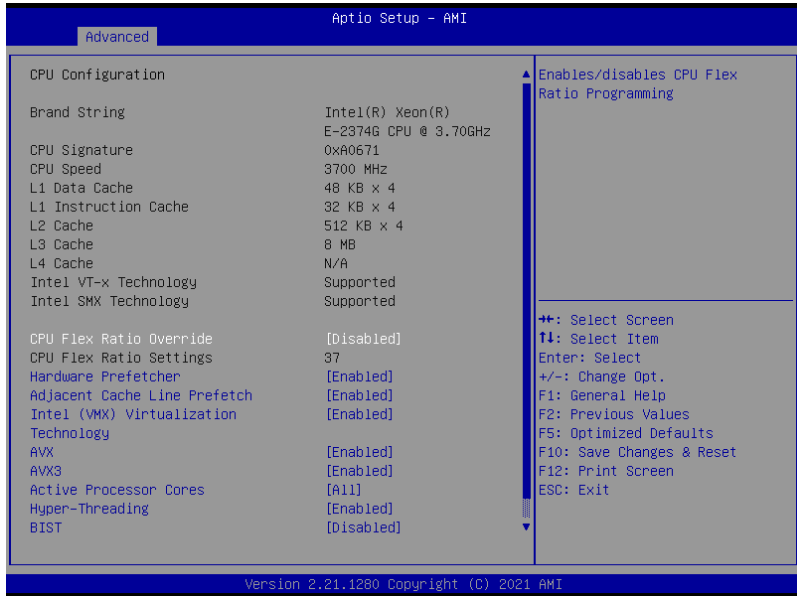 Aptio Setup - AMI
Advanced
CPU Configuration
Brand String Intel(R) Xeon(R)
E-2374G CPU @ 3.70GHz
CPU Signature 0xA0671
CPU Speed 3700 MHz
L1 Data Cache 48 KB x 4
L1 Instruction Cache 32 KB x 4
L2 Cache 512 KB x 4
L3 Cache 8 MB
L4 Cache N/A
Intel VT-x Technology Supported
Intel SMX Technology Supported
CPU Flex Ratio Override [Disabled]
CPU Flex Ratio Settings 37
Hardware Prefetcher [Enabled]
Adjacent Cache Line Prefetch [Enabled]
Intel (VMX) Virtualization [Enabled]
Technology
AVX [Enabled]
AVX3 [Enabled]
Active Processor Cores [All]
Hyper-Threading [Enabled]
BIST [Disabled]
Enables/disables CPU Flex
Ratio Programming
→←: Select Screen
↑↓: Select Item
Enter: Select
+/-: Change Opt.
F1: General Help
F2: Previous Values
F5: Optimized Defaults
F10: Save Changes & Reset
F12: Print Screen
ESC: Exit
Version 2.21.1280 Copyright (C) 2021 AMI